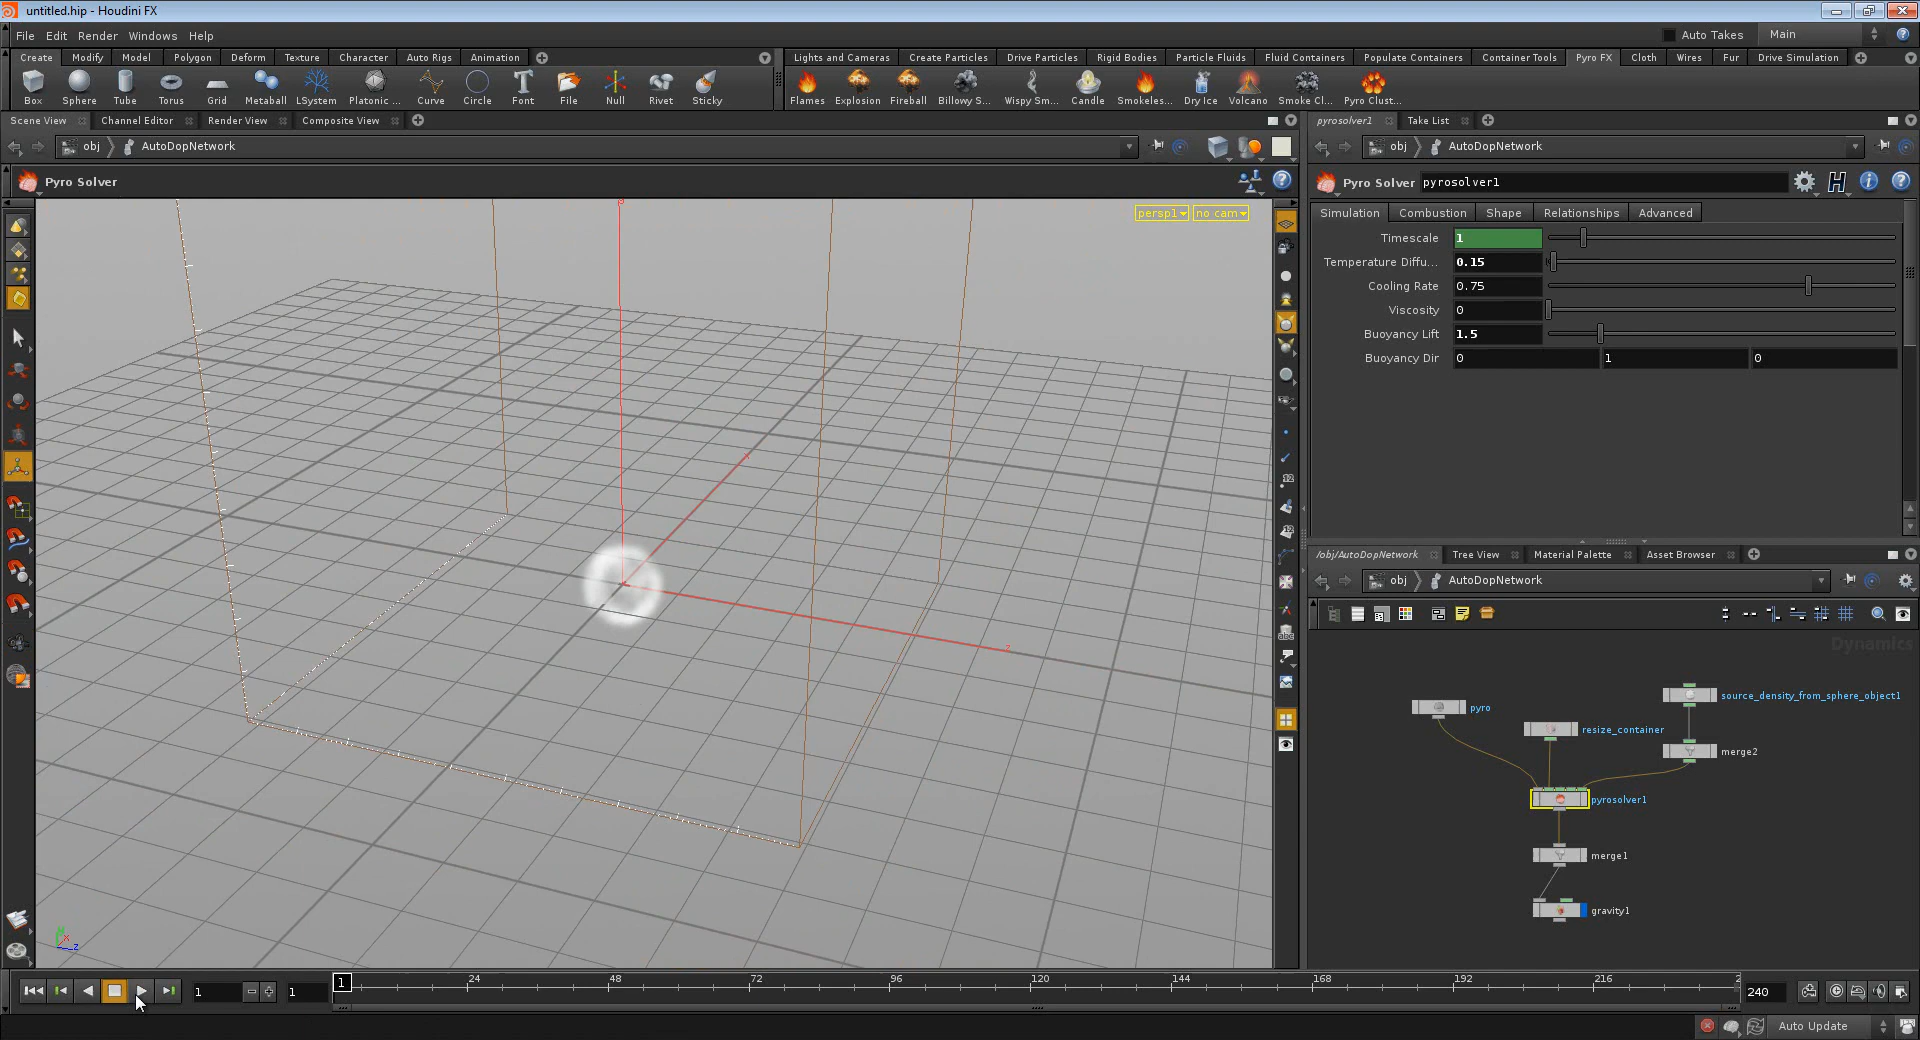 untitled.hip - Houdini FX
File Edit Render Windows Help
Auto Takes Main
Create Modify Model Polygon Deform Texture Character Auto Rigs Animation
Lights and Cameras Create Particles Drive Particles Rigid Bodies Particle Fluids Fluid Containers Populate Containers Container Tools Pyro FX Cloth Wires Fur Drive Simulation
Box Sphere Tube Torus Grid Metaball LSystem Platonic ... Curve Circle Font File Null Rivet Sticky
Flames Explosion Fireball Billowy S... Wispy Sm... Candle Smokeles... Dry Ice Volcano Smoke Cl... Pyro Clust...
Scene View Channel Editor Render View Composite View
pyrosolver1 Take List
obj AutoDopNetwork
obj AutoDopNetwork
Pyro Solver
Pyro Solver pyrosolver1
persp1 no cam
Simulation Combustion Shape Relationships Advanced
Timescale 1
Temperature Diffu... 0.15
Cooling Rate 0.75
Viscosity 0
Buoyancy Lift 1.5
Buoyancy Dir 0 1 0
/obj/AutoDopNetwork Tree View Material Palette Asset Browser
obj AutoDopNetwork
Dynamics
source_density_from_sphere_object1
pyro
resize_container
merge2
pyrosolver1
merge1
gravity1
1 1 1 24 48 72 96 120 144 168 192 216 2 240
Auto Update